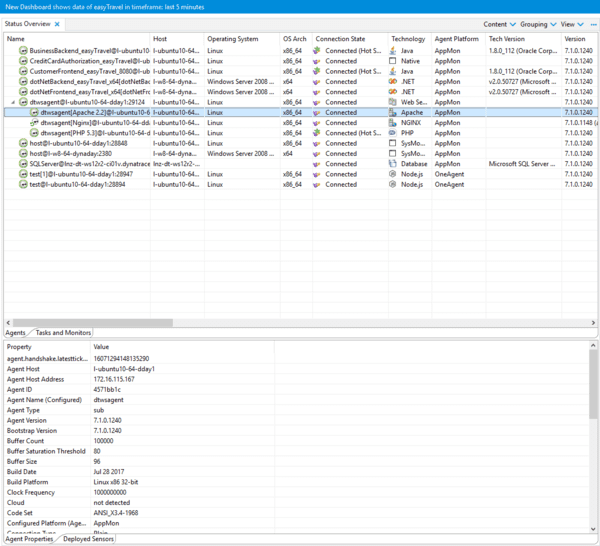 New Dashboard shows data of easyTravel in timeframe: last 5 minutes
Status Overview Content Grouping View
Name Host Operating System OS Arch Connection State Technology Agent Platform Tech Version Version
BusinessBackend_easyTravel@l-ubuntu10- l-ubuntu10-64-... Linux x86_64 Connected (Hot S... Java AppMon 1.8.0_112 (Oracle Corp... 7.1.0.1240
CreditCardAuthorization_easyTravel@l-ub l-ubuntu10-64-... Linux x86_64 Connected Native AppMon 7.1.0.1240
CustomerFrontend_easyTravel_8080@l-ub l-ubuntu10-64-... Linux x86_64 Connected (Hot S... Java AppMon 1.8.0_112 (Oracle Corp... 7.1.0.1240
dotNetBackend_easyTravel_x64[dotNetBac l-w8-64-dynay... Windows Server 2008 ... x64 Connected .NET AppMon v2.0.50727 (Microsoft ... 7.1.0.1240
dotNetFrontend_easyTravel_x64[dotNetFro l-w8-64-dynay... Windows Server 2008 ... x64 Connected .NET AppMon v2.0.50727 (Microsoft ... 7.1.0.1240
dtwsagent@l-ubuntu10-64-dday1:29124 l-ubuntu10-64-... Linux x86_64 Connected Web Se... AppMon 7.1.0.1240
dtwsagent[Apache 2.2]@l-ubuntu10-6 l-ubuntu10-64-... Linux x86_64 Connected Apache AppMon 7.1.0.1240
dtwsagent[Nginx]@l-ubuntu10-64-dda l-ubuntu10-64-... Linux x86_64 Connected NGINX AppMon 7.1.0.1148 (A
dtwsagent[PHP 5.3]@l-ubuntu10-64-d l-ubuntu10-64-... Linux x86_64 Connected (Hot S... PHP AppMon 7.1.0.1240
host@l-ubuntu10-64-dday1:28848 l-ubuntu10-64-... Linux x86_64 Connected SysMo... AppMon 7.1.0.1240
host@l-w8-64-dynaday:2380 l-w8-64-dynay... Windows Server 2008 ... x64 Connected SysMo... AppMon 7.1.0.1240
SQLServer@lnz-dt-ws12r2-ci01v.dynatrace lnz-dt-ws12r2-... Linux x86_64 Connected Database AppMon Microsoft SQL Server ... 7.1.0.1240
test[1]@l-ubuntu10-64-dday1:28947 l-ubuntu10-64-... Linux x86_64 Connected Node.js OneAgent 7.1.0.1240
test@l-ubuntu10-64-dday1:28894 l-ubuntu10-64-... Linux x86_64 Connected Node.js OneAgent 7.1.0.1240
Agents Tasks and Monitors
Property Value
agent.handshake.latesttick... 16071294148135290
Agent Host l-ubuntu10-64-dday1
Agent Host Address 172.16.115.167
Agent ID 4571bb1c
Agent Name (Configured) dtwsagent
Agent Type sub
Agent Version 7.1.0.1240
Bootstrap Version 7.1.0.1240
Buffer Count 100000
Buffer Saturation Threshold 80
Buffer Size 96
Build Date Jul 28 2017
Build Platform Linux x86 32-bit
Clock Frequency 1000000000
Cloud not detected
Code Set ANSI_X3.4-1968
Configured Platform (Age... AppMon
Connection Type Plain
Agent Properties Deployed Sensors